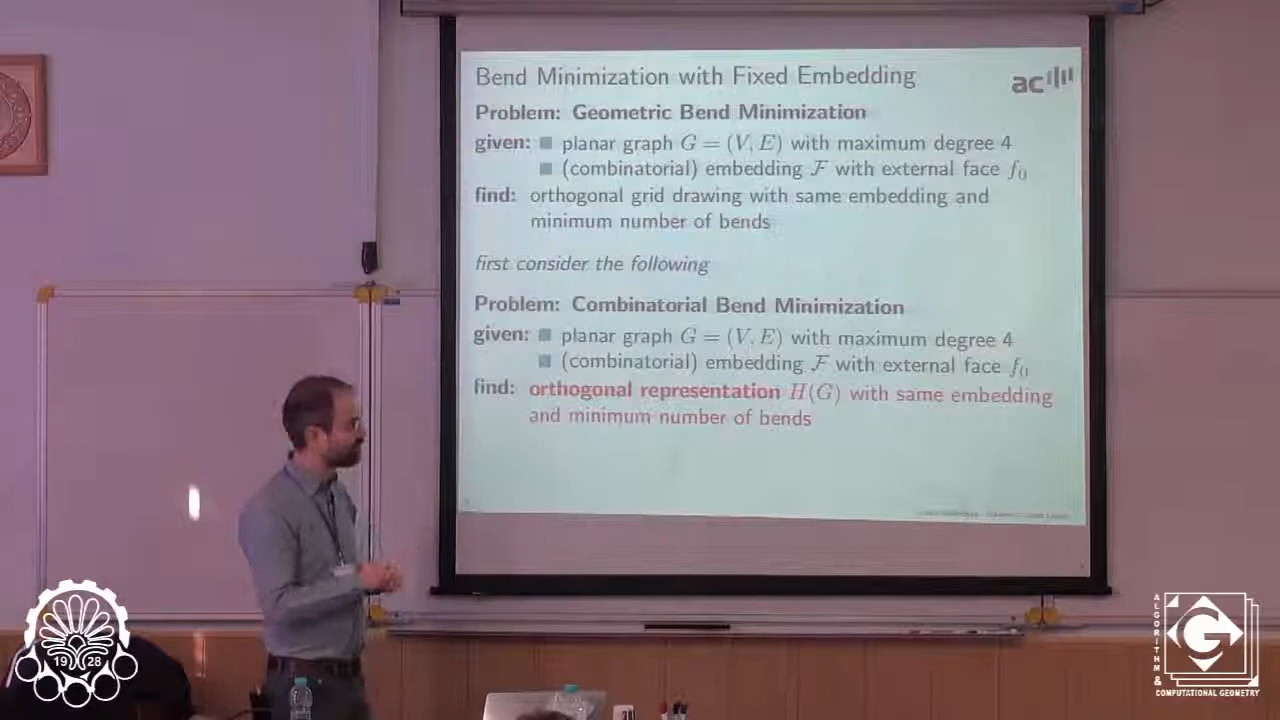 Bend Minimization with Fixed Embedding
ac
Problem: Geometric Bend Minimization
given: ■ planar graph G = (V, E) with maximum degree 4
■ (combinatorial) embedding F with external face f₀
find: orthogonal grid drawing with same embedding and
minimum number of bends
first consider the following
Problem: Combinatorial Bend Minimization
given: ■ planar graph G = (V, E) with maximum degree 4
■ (combinatorial) embedding F with external face f₀
find: orthogonal representation H(G) with same embedding
and minimum number of bends
19 28
ALGORITHM &
G
COMPUTATIONAL GEOMETRY